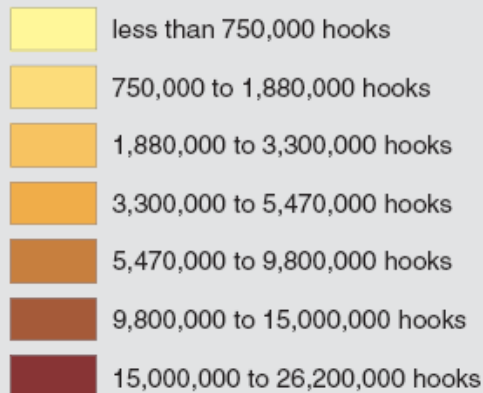 less than 750,000 hooks
750,000 to 1,880,000 hooks
1,880,000 to 3,300,000 hooks
3,300,000 to 5,470,000 hooks
5,470,000 to 9,800,000 hooks
9,800,000 to 15,000,000 hooks
15,000,000 to 26,200,000 hooks